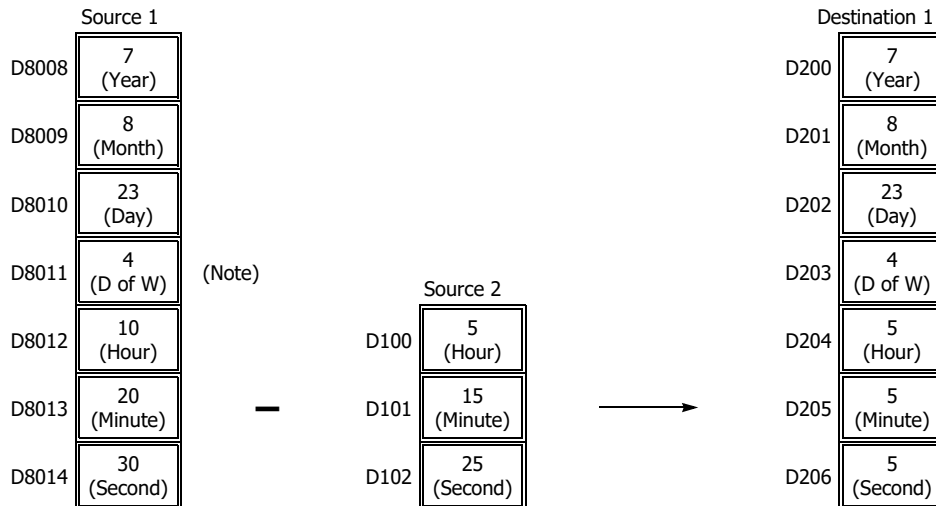 Source 1
Destination 1
D8008
7
(Year)
D200
7
(Year)
D8009
8
(Month)
D201
8
(Month)
D8010
23
(Day)
D202
23
(Day)
D8011
4
(D of W)
(Note)
D203
4
(D of W)
Source 2
D8012
10
(Hour)
D100
5
(Hour)
D204
5
(Hour)
D8013
20
(Minute)
–
D101
15
(Minute)
D205
5
(Minute)
D8014
30
(Second)
D102
25
(Second)
D206
5
(Second)